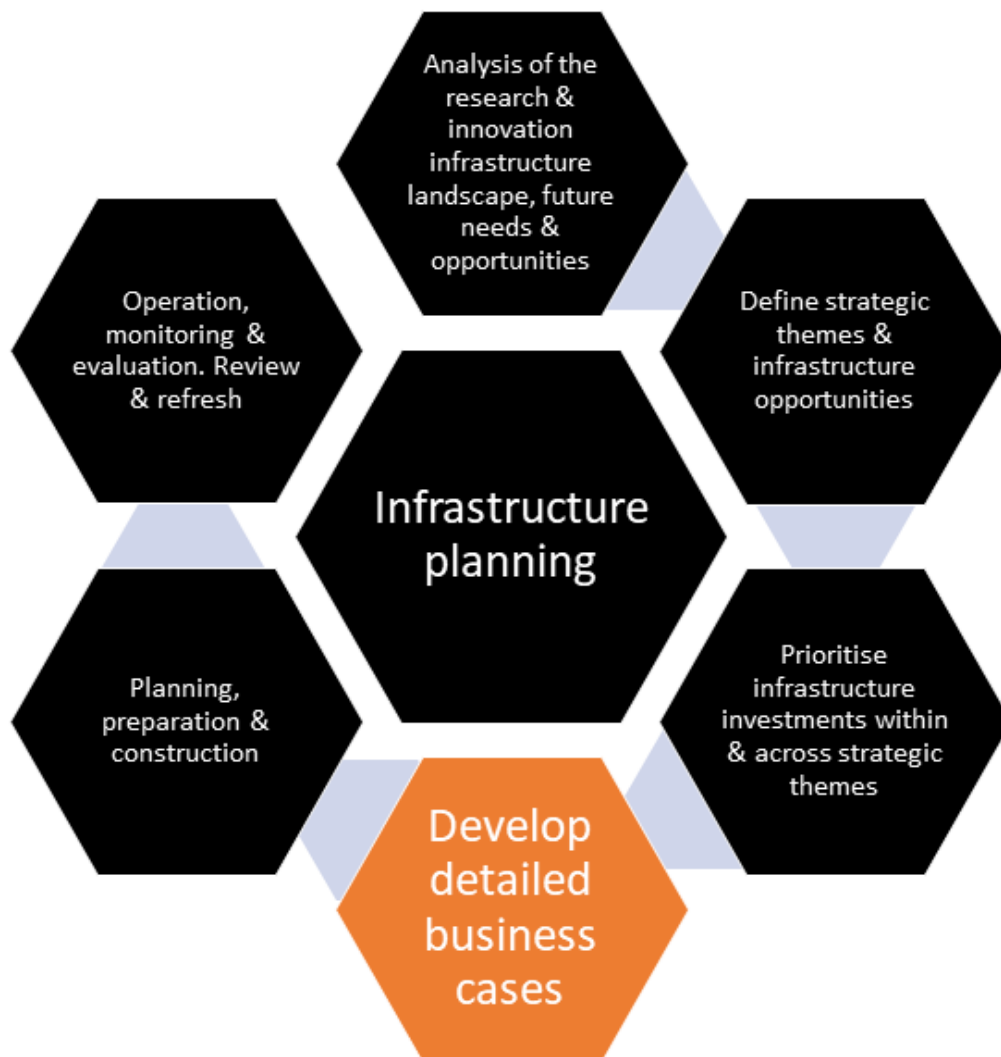 Analysis of the
research &
innovation
infrastructure
landscape, future
needs &
opportunities
Define strategic
themes &
infrastructure
opportunities
Prioritise
infrastructure
investments within
& across strategic
themes
Develop
detailed
business
cases
Planning,
preparation &
construction
Operation,
monitoring &
evaluation. Review
& refresh
Infrastructure
planning